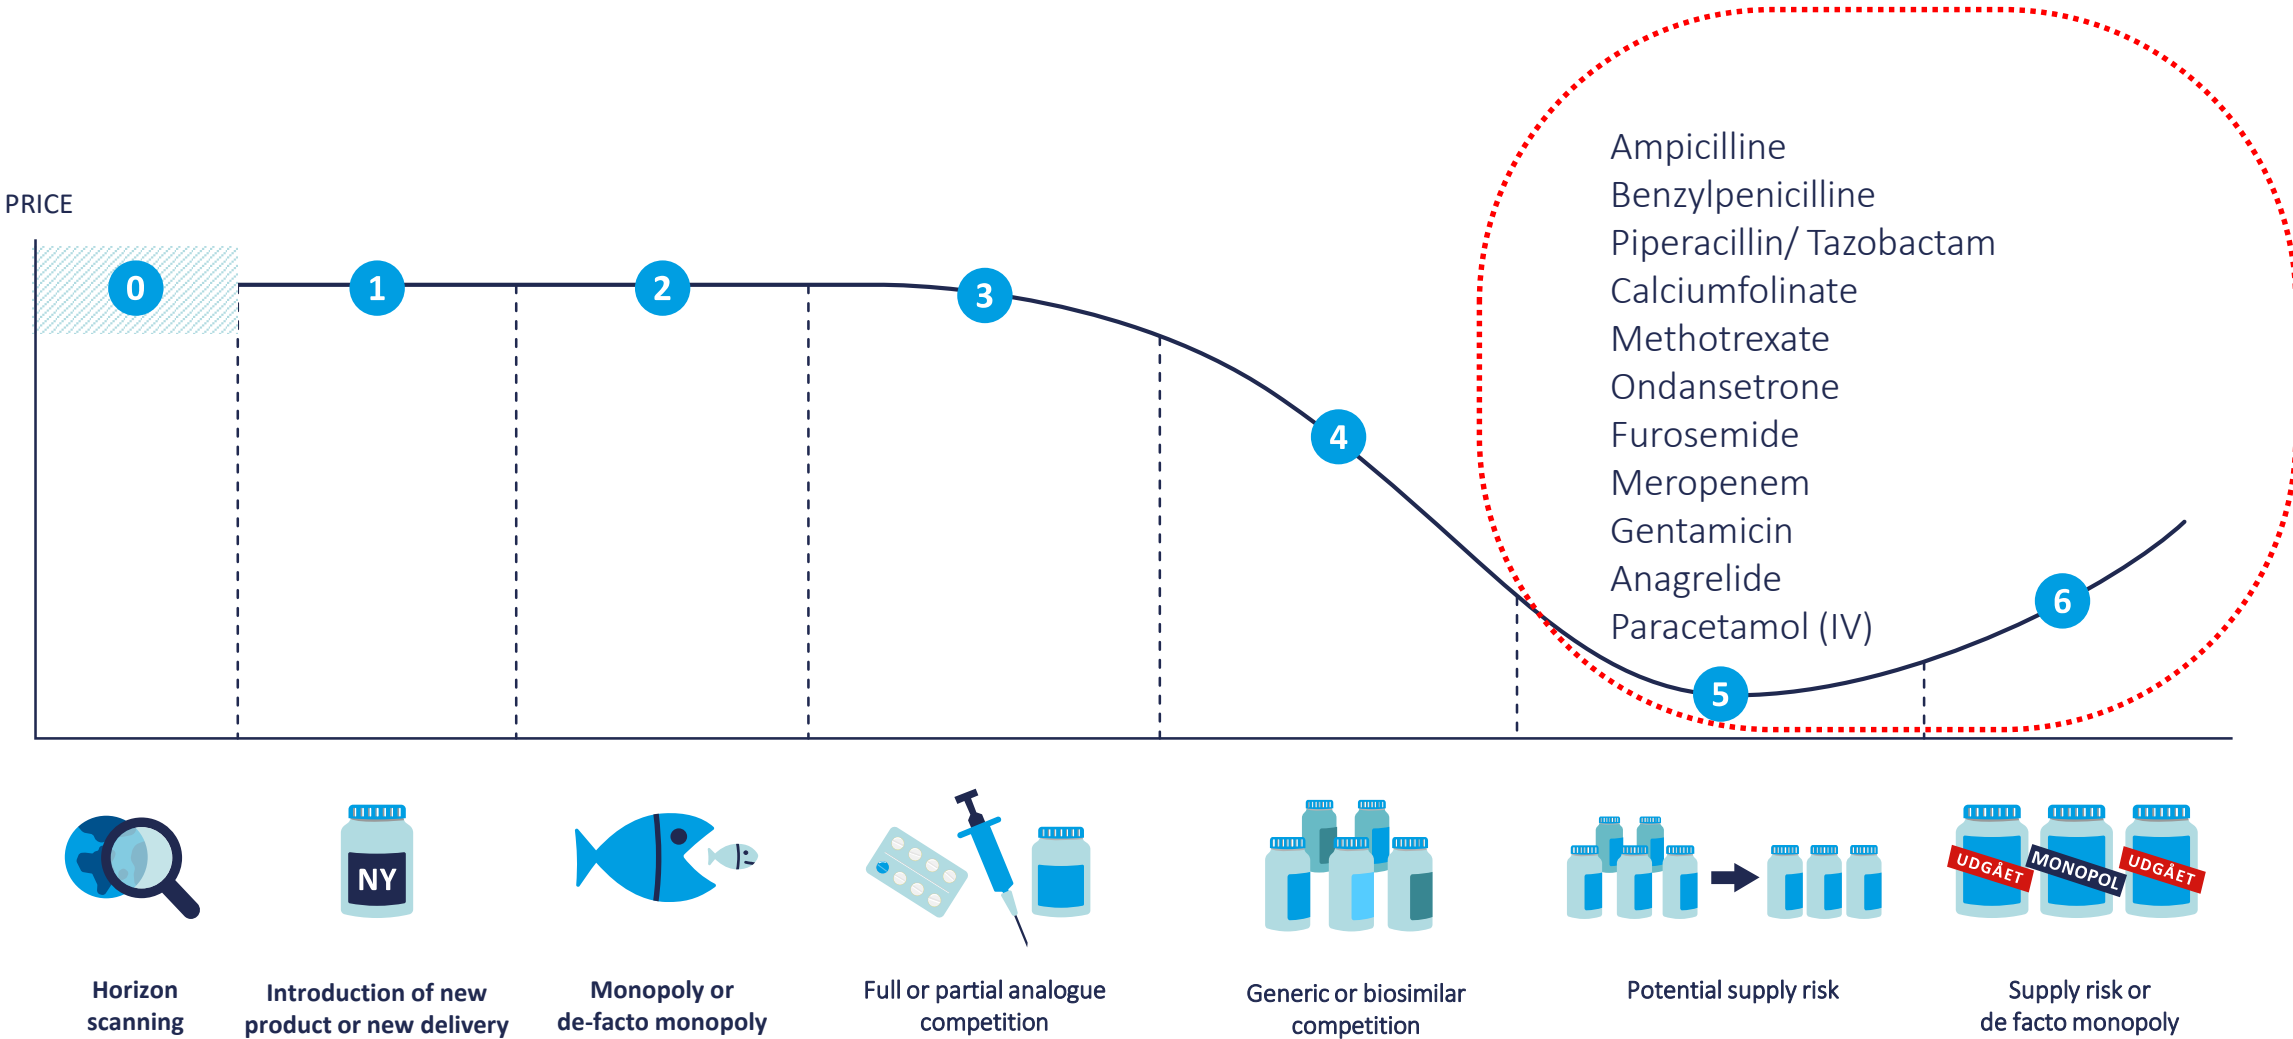 PRICE
0
1
2
3
4
5
6
Ampicilline
Benzylpenicilline
Piperacillin/ Tazobactam
Calciumfolinate
Methotrexate
Ondansetrone
Furosemide
Meropenem
Gentamicin
Anagrelide
Paracetamol (IV)
NY
UDGÅET
MONOPOL
UDGÅET
Horizon
scanning
Introduction of new
product or new delivery
Monopoly or
de-facto monopoly
Full or partial analogue
competition
Generic or biosimilar
competition
Potential supply risk
Supply risk or
de facto monopoly